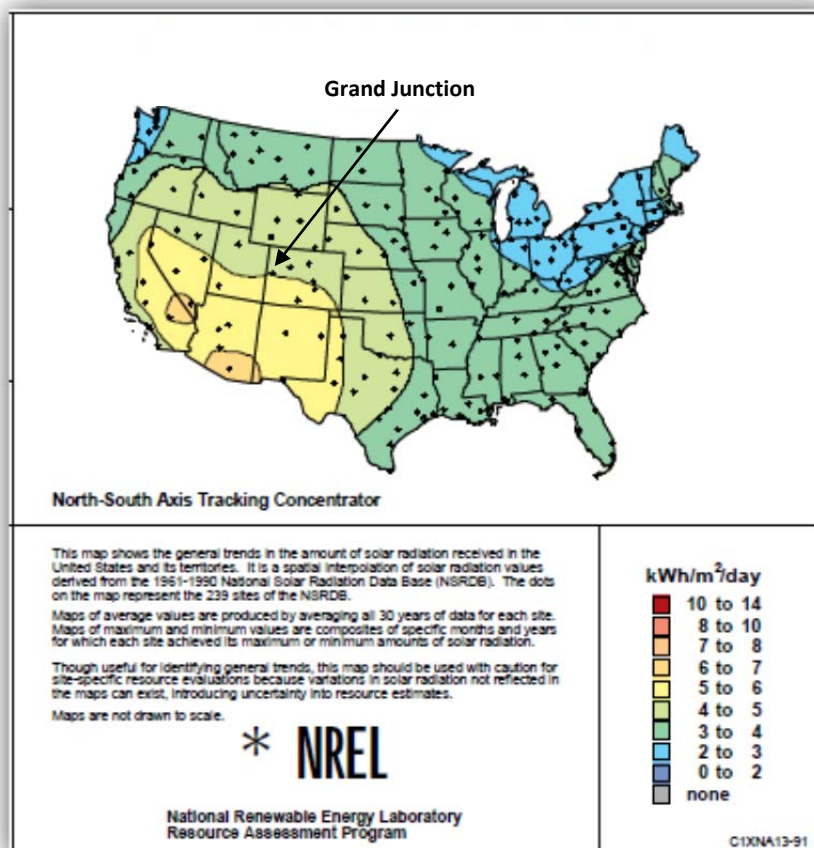 Grand Junction
North-South Axis Tracking Concentrator
This map shows the general trends in the amount of solar radiation received in the
United States and its territories. It is a spatial interpolation of solar radiation values
derived from the 1961-1990 National Solar Radiation Data Base (NSRDB). The dots
on the map represent the 239 sites of the NSRDB.
Maps of average values are produced by averaging all 30 years of data for each site.
Maps of maximum and minimum values are composites of specific months and years
for which each site achieved its maximum or minimum amounts of solar radiation.
Though useful for identifying general trends, this map should be used with caution for
site-specific resource evaluations because variations in solar radiation not reflected in
the maps can exist, introducing uncertainty into resource estimates.
Maps are not drawn to scale.
* NREL
National Renewable Energy Laboratory
Resource Assessment Program
kWh/m²/day
10 to 14
8 to 10
7 to 8
6 to 7
5 to 6
4 to 5
3 to 4
2 to 3
0 to 2
none
C1XNA13-91